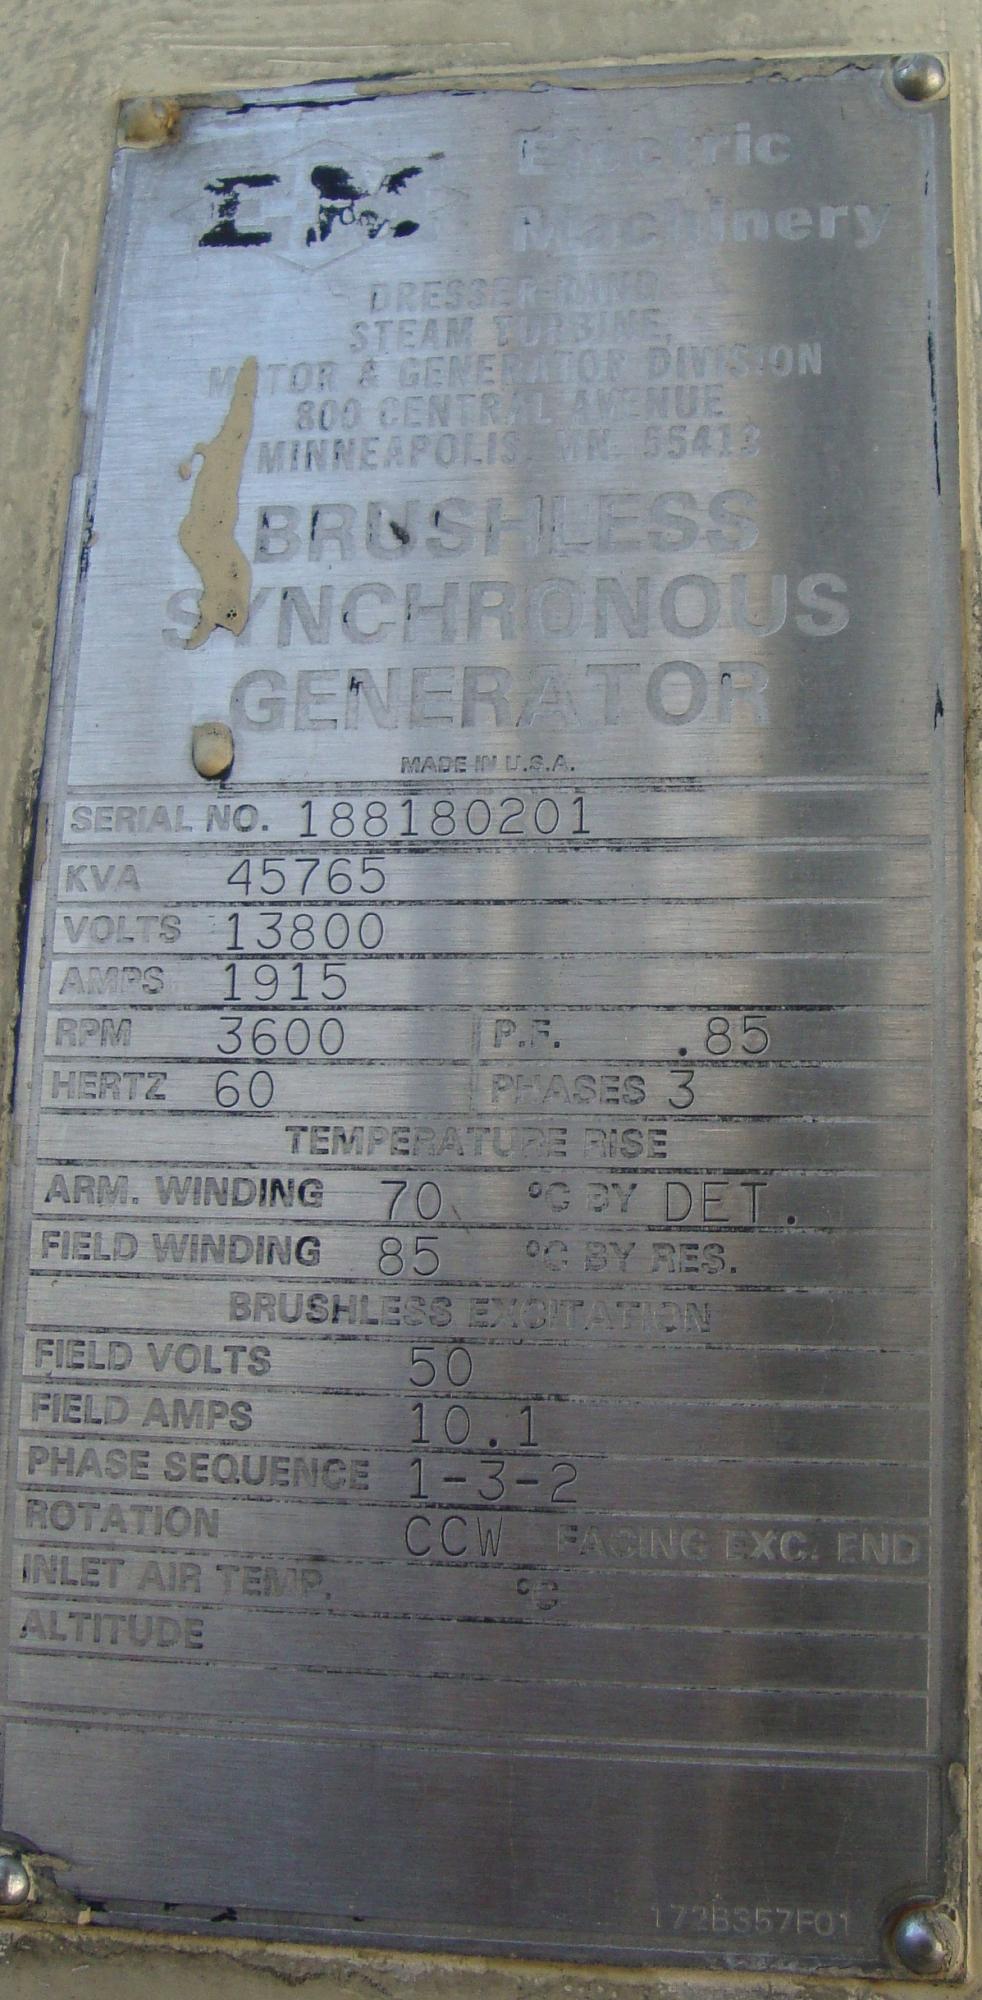 EM
Electric
Machinery
DRESSER-RAND
STEAM TURBINE,
MOTOR & GENERATOR DIVISION
800 CENTRAL AVENUE
MINNEAPOLIS, MN. 55413
BRUSHLESS
SYNCHRONOUS
GENERATOR
MADE IN U.S.A.
SERIAL NO. 188180201
KVA 45765
VOLTS 13800
AMPS 1915
RPM 3600 P.F. .85
HERTZ 60 PHASES 3
TEMPERATURE RISE
ARM. WINDING 70 °C BY DET.
FIELD WINDING 85 °C BY RES.
BRUSHLESS EXCITATION
FIELD VOLTS 50
FIELD AMPS 10.1
PHASE SEQUENCE 1-3-2
ROTATION CCW FACING EXC. END
INLET AIR TEMP. °C
ALTITUDE
172B357F01